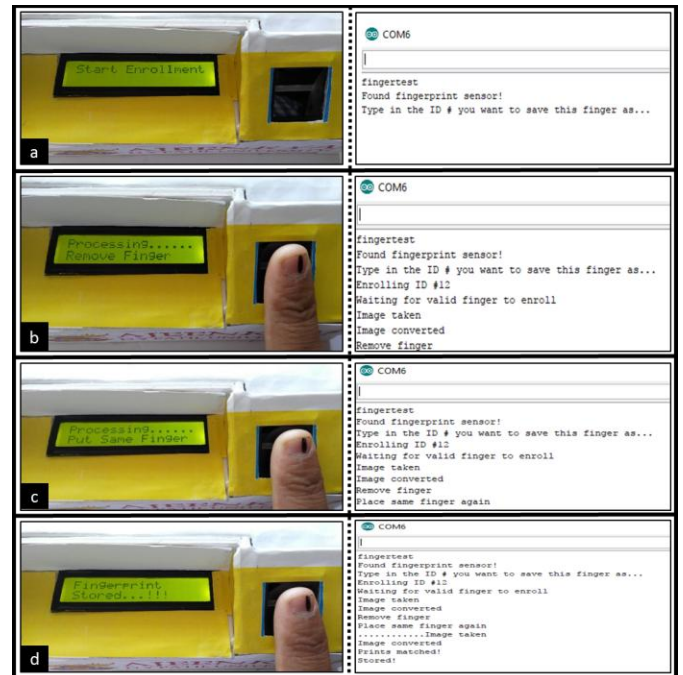 Start Enrollment
a
COM6
fingertest
Found fingerprint sensor!
Type in the ID # you want to save this finger as...
Processing......
Remove Finger
b
COM6
fingertest
Found fingerprint sensor!
Type in the ID # you want to save this finger as...
Enrolling ID #12
Waiting for valid finger to enroll
Image taken
Image converted
Remove finger
Processing......
Put Same Finger
c
COM6
fingertest
Found fingerprint sensor!
Type in the ID # you want to save this finger as...
Enrolling ID #12
Waiting for valid finger to enroll
Image taken
Image converted
Remove finger
Place same finger again
Fingerprint
Stored...!!!
d
COM6
fingertest
Found fingerprint sensor!
Type in the ID # you want to save this finger as...
Enrolling ID #12
Waiting for valid finger to enroll
Image taken
Image converted
Remove finger
Place same finger again
............Image taken
Image converted
Prints matched!
Stored!